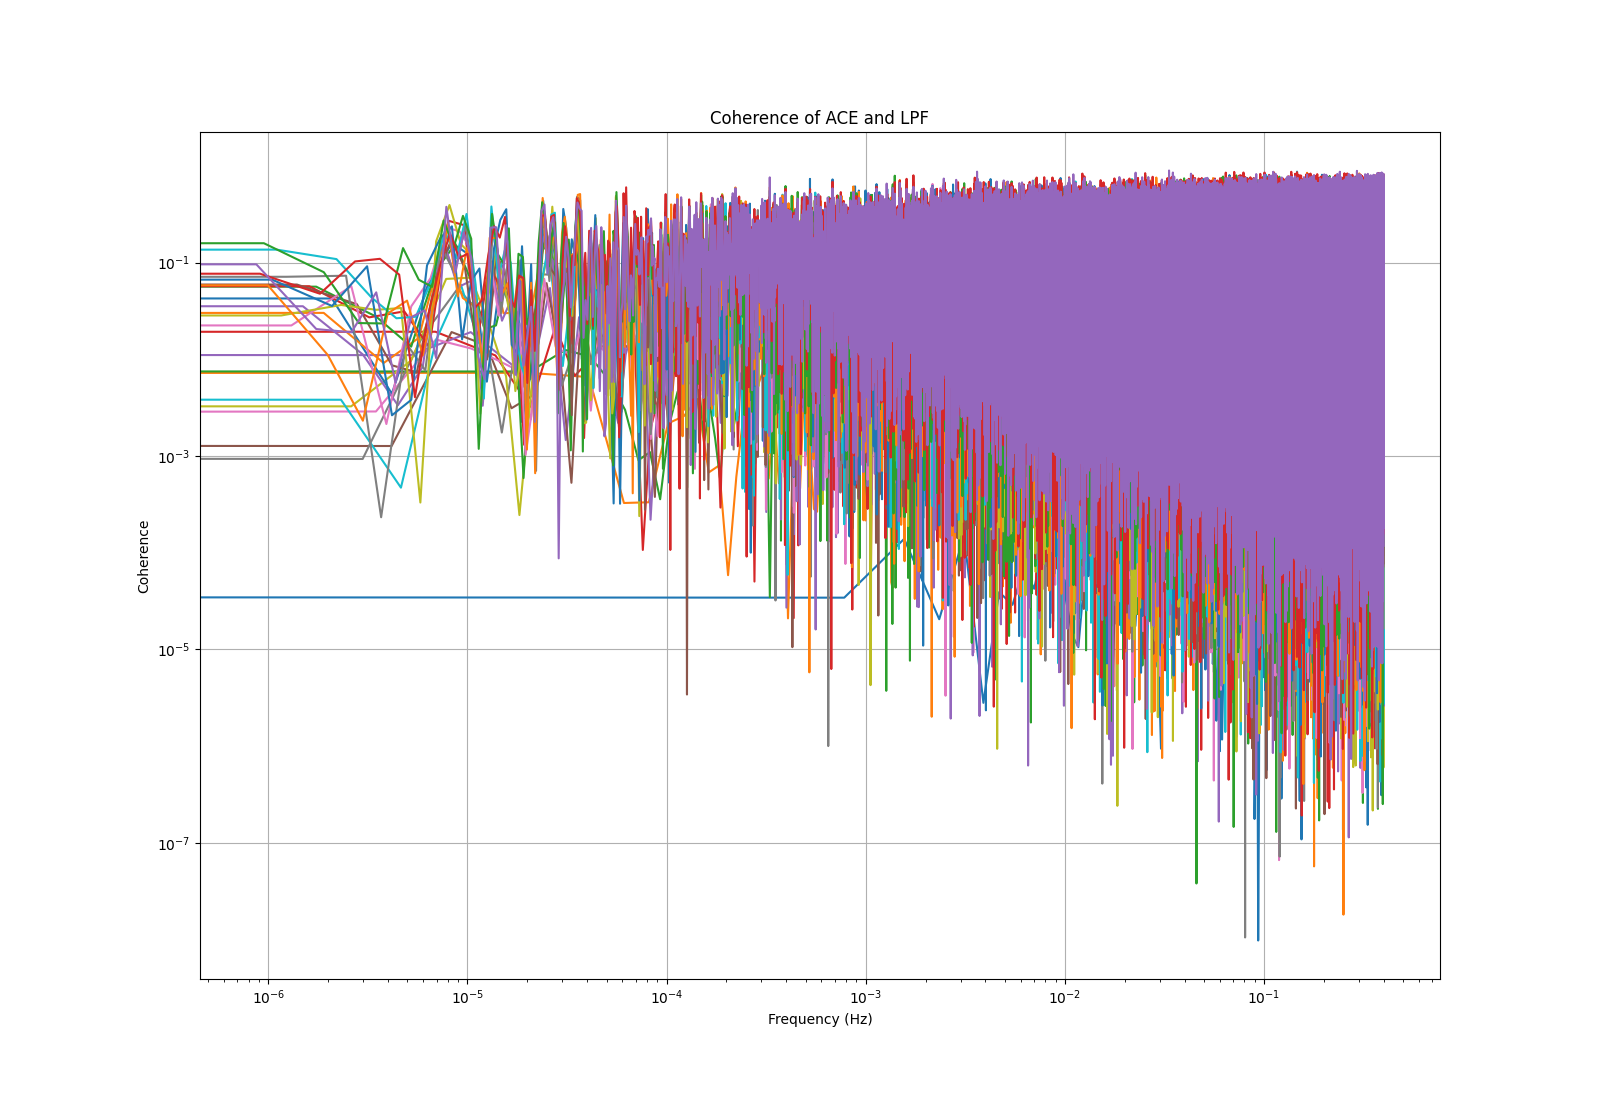 Coherence of ACE and LPF
Coherence
10⁻¹
10⁻³
10⁻⁵
10⁻⁷
10⁻⁶ 10⁻⁵ 10⁻⁴ 10⁻³ 10⁻² 10⁻¹
Frequency (Hz)